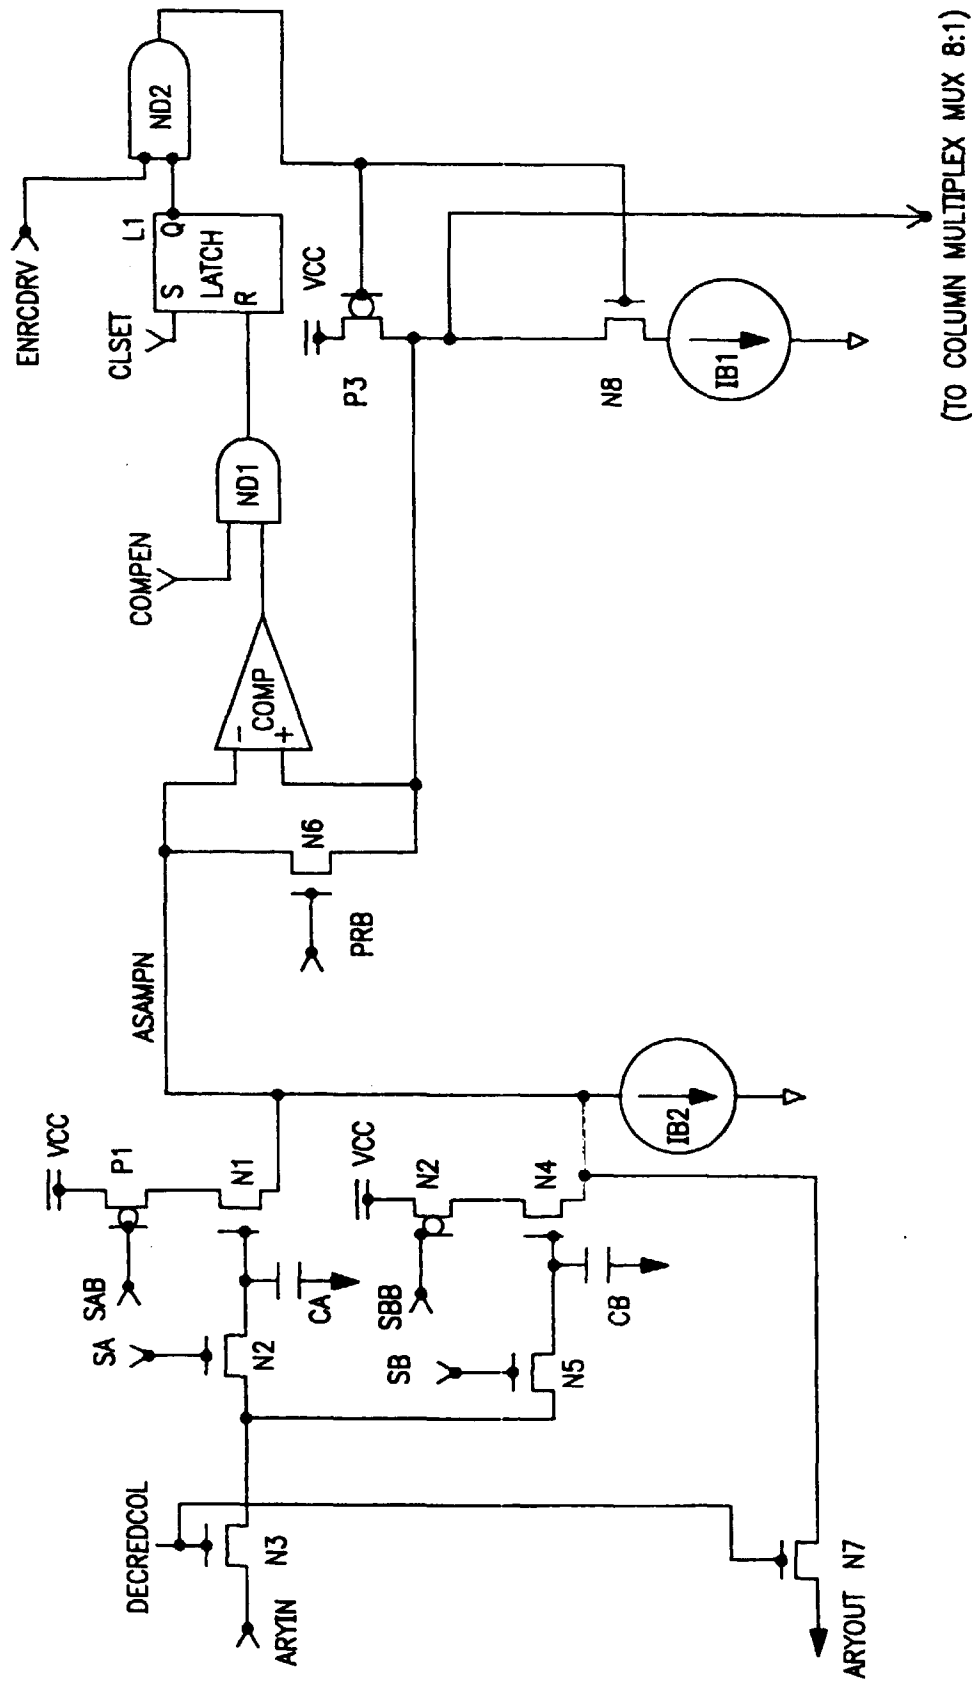 DECREDCOL
ARYIN
N3
SA
N2
SAB
VCC
P1
N1
CA
SB
N5
SBB
VCC
N2
N4
CB
IB2
ARYOUT N7
ASAMPN
PRB
N6
-
+
COMP
COMPEN
ND1
CLSET
S
R
Q
LATCH
L1
ENRCDRV
ND2
VCC
P3
N8
IB1
(TO COLUMN MULTIPLEX MUX 8:1)